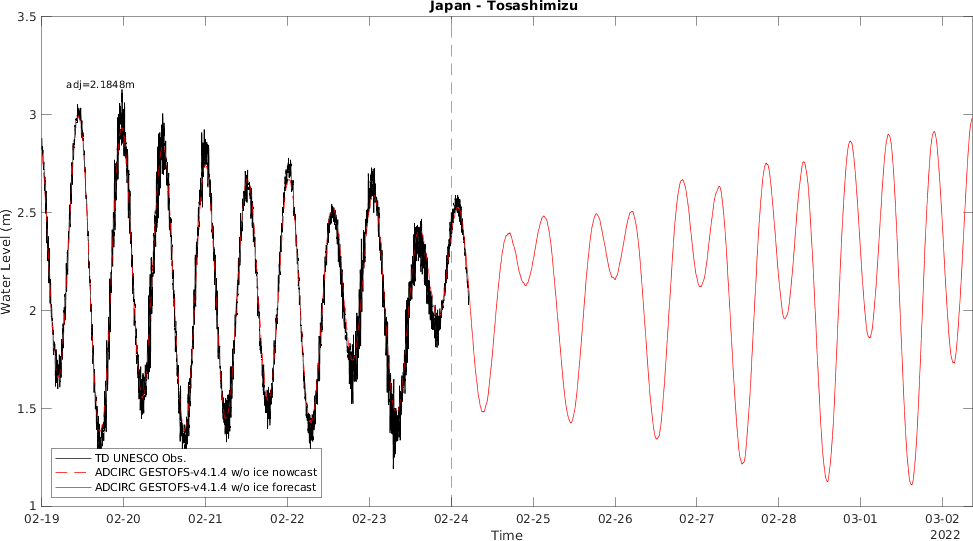 Japan - Tosashimizu
3.5
adj=2.1848m
3
2.5
Water Level (m)
2
1.5
TD UNESCO Obs.
ADCIRC GESTOFS-v4.1.4 w/o ice nowcast
ADCIRC GESTOFS-v4.1.4 w/o ice forecast
1
02-19 02-20 02-21 02-22 02-23 02-24 02-25 02-26 02-27 02-28 03-01 03-02
Time
2022